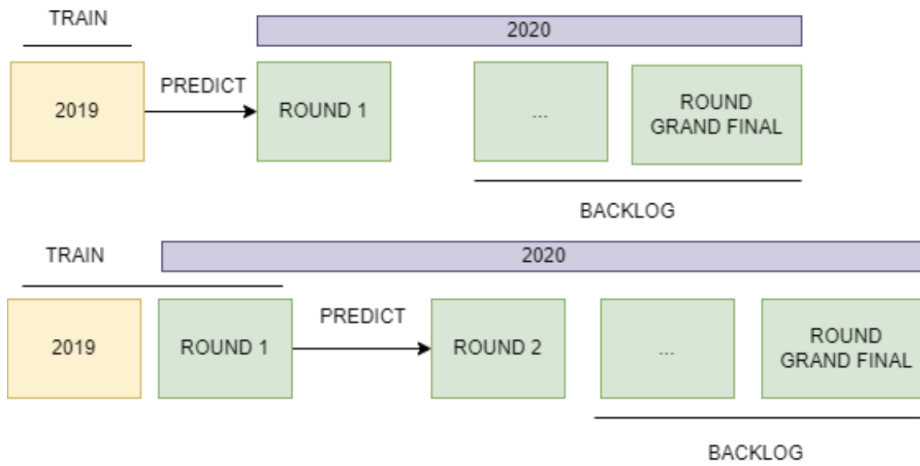 TRAIN
2020
PREDICT
2019
ROUND 1
...
ROUND
GRAND FINAL
BACKLOG
TRAIN
2020
PREDICT
2019
ROUND 1
ROUND 2
...
ROUND
GRAND FINAL
BACKLOG